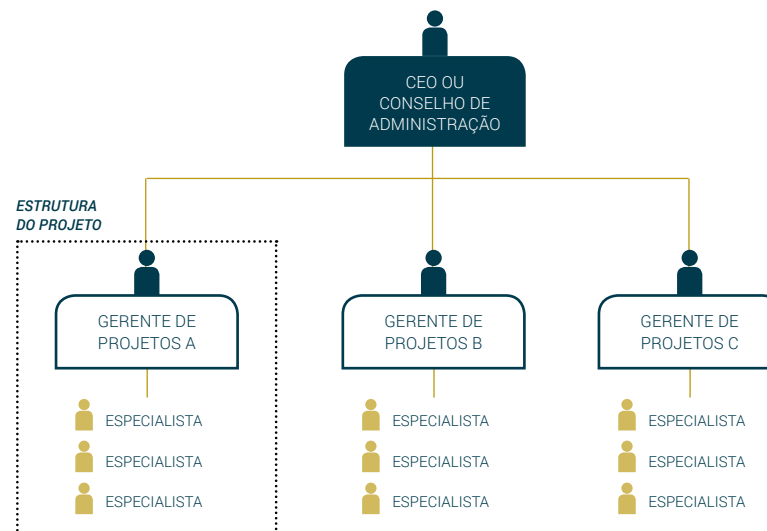 CEO OU
CONSELHO DE
ADMINISTRAÇÃO
ESTRUTURA
DO PROJETO
GERENTE DE
PROJETOS A
ESPECIALISTA
ESPECIALISTA
ESPECIALISTA
GERENTE DE
PROJETOS B
ESPECIALISTA
ESPECIALISTA
ESPECIALISTA
GERENTE DE
PROJETOS C
ESPECIALISTA
ESPECIALISTA
ESPECIALISTA